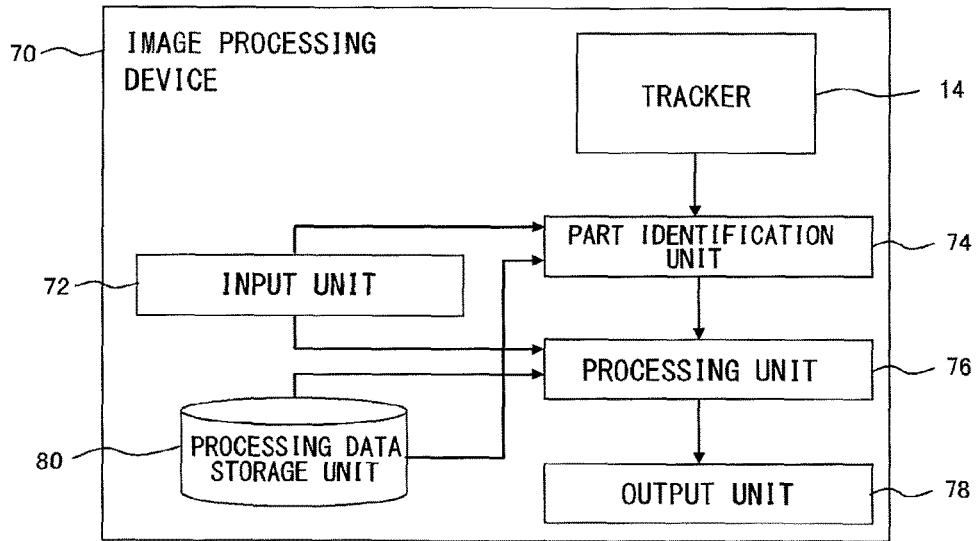 70
IMAGE PROCESSING
DEVICE
TRACKER
14
PART IDENTIFICATION
UNIT
74
72
INPUT UNIT
PROCESSING UNIT
76
80
PROCESSING DATA
STORAGE UNIT
OUTPUT UNIT
78